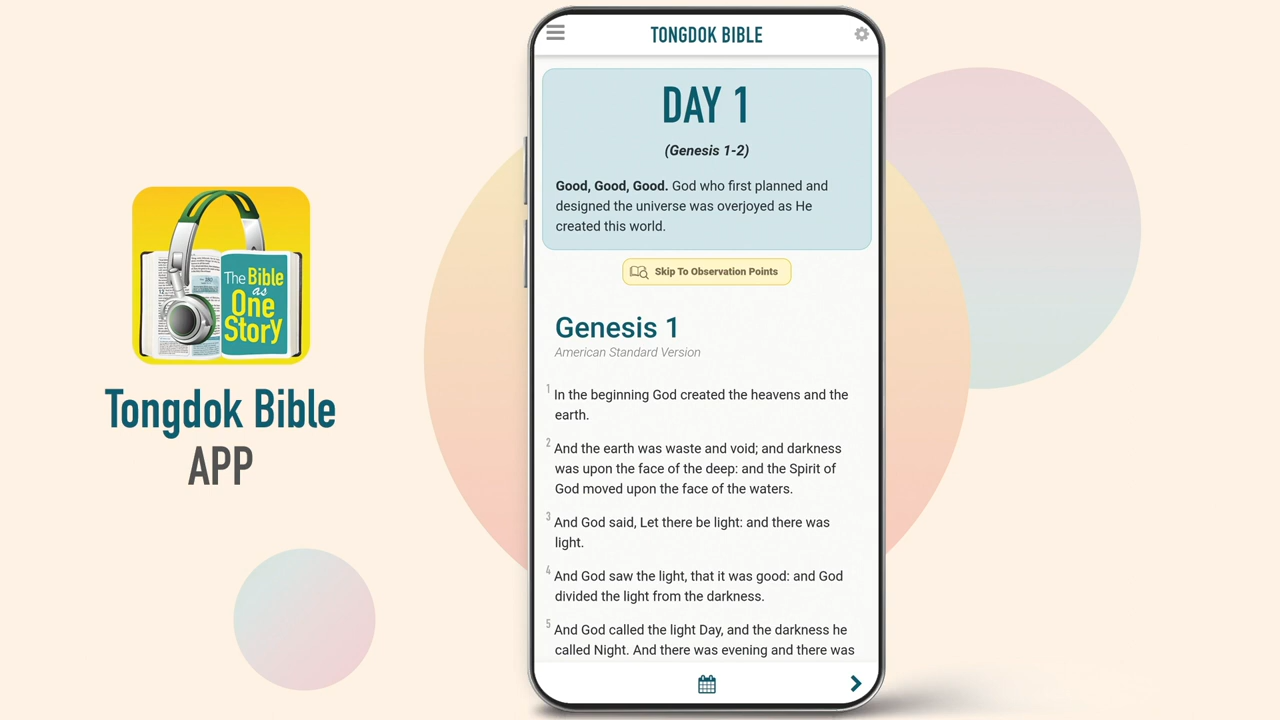 The Bible
as
One
Story
Tongdok Bible
APP
TONGDOK BIBLE
DAY 1
(Genesis 1-2)
Good, Good, Good. God who first planned and
designed the universe was overjoyed as He
created this world.
Skip To Observation Points
Genesis 1
American Standard Version
1 In the beginning God created the heavens and the
earth.
2 And the earth was waste and void; and darkness
was upon the face of the deep: and the Spirit of
God moved upon the face of the waters.
3 And God said, Let there be light: and there was
light.
4 And God saw the light, that it was good: and God
divided the light from the darkness.
5 And God called the light Day, and the darkness he
called Night. And there was evening and there was